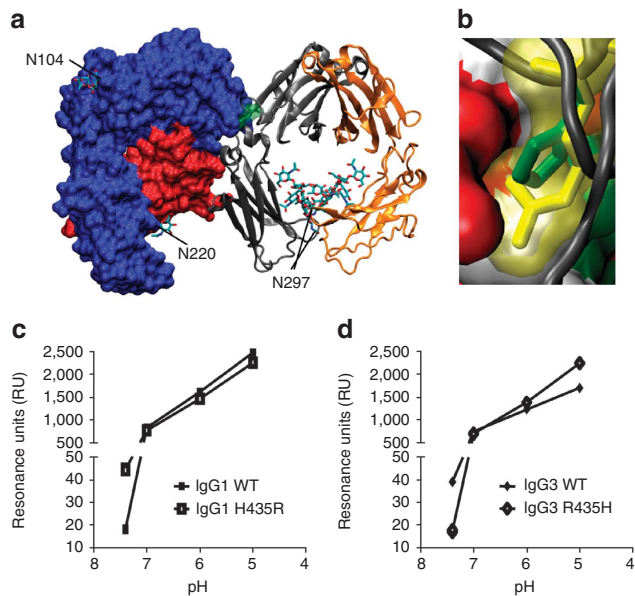 a
b
N104
N220
N297
c
d
Resonance units (RU)
2,500
2,000
1,500
1,000
500
50
40
30
20
10
8
7
6
5
4
pH
IgG1 WT
IgG1 H435R
Resonance units (RU)
2,500
2,000
1,500
1,000
500
50
40
30
20
10
8
7
6
5
4
pH
IgG3 WT
IgG3 R435H